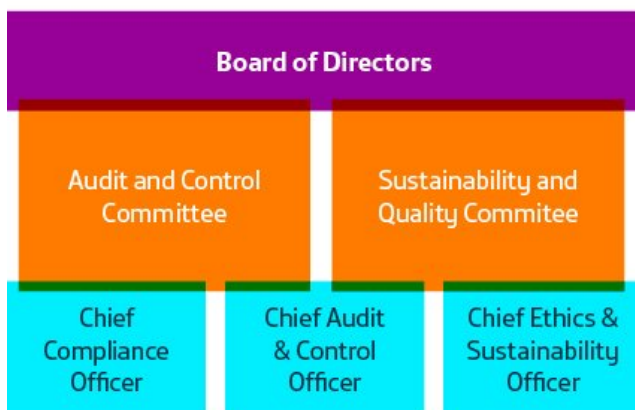 Board of Directors
Audit and Control
Committee
Sustainability and
Quality Commitee
Chief
Compliance
Officer
Chief Audit
& Control
Officer
Chief Ethics &
Sustainability
Officer